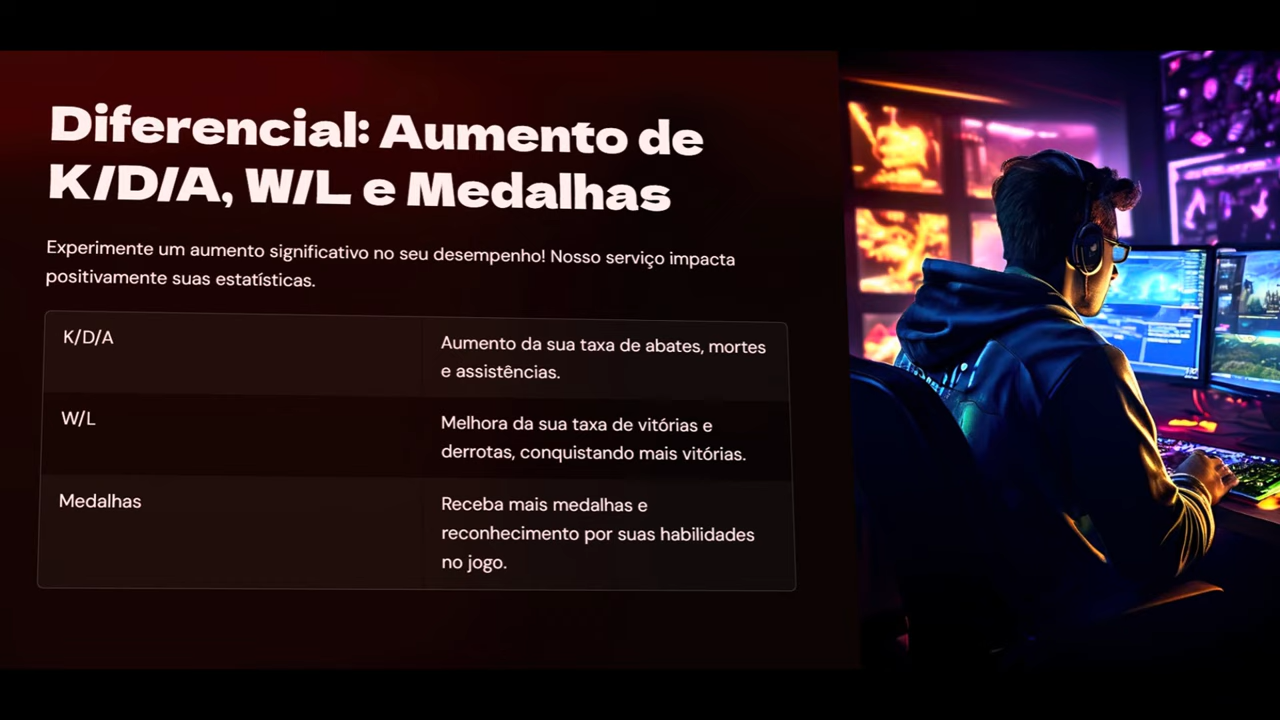 Diferencial: Aumento de
K/D/A, W/L e Medalhas
Experimente um aumento significativo no seu desempenho! Nosso serviço impacta
positivamente suas estatísticas.
K/D/A
Aumento da sua taxa de abates, mortes
e assistências.
W/L
Melhora da sua taxa de vitórias e
derrotas, conquistando mais vitórias.
Medalhas
Receba mais medalhas e
reconhecimento por suas habilidades
no jogo.